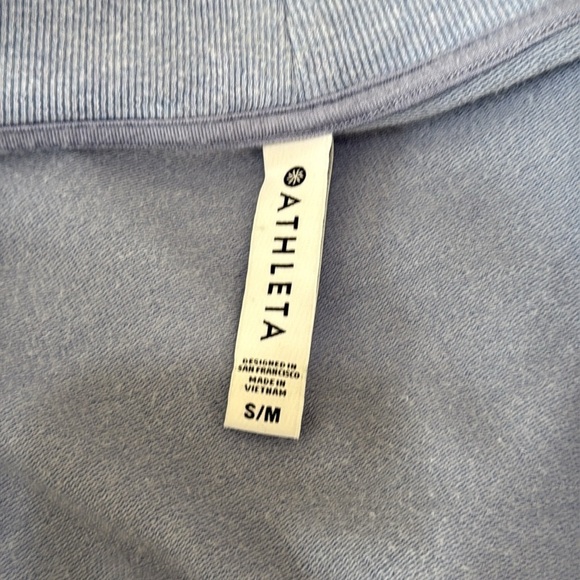 ATHLETA
DESIGNED IN
SAN FRANCISCO
MADE IN
VIETNAM
S/M